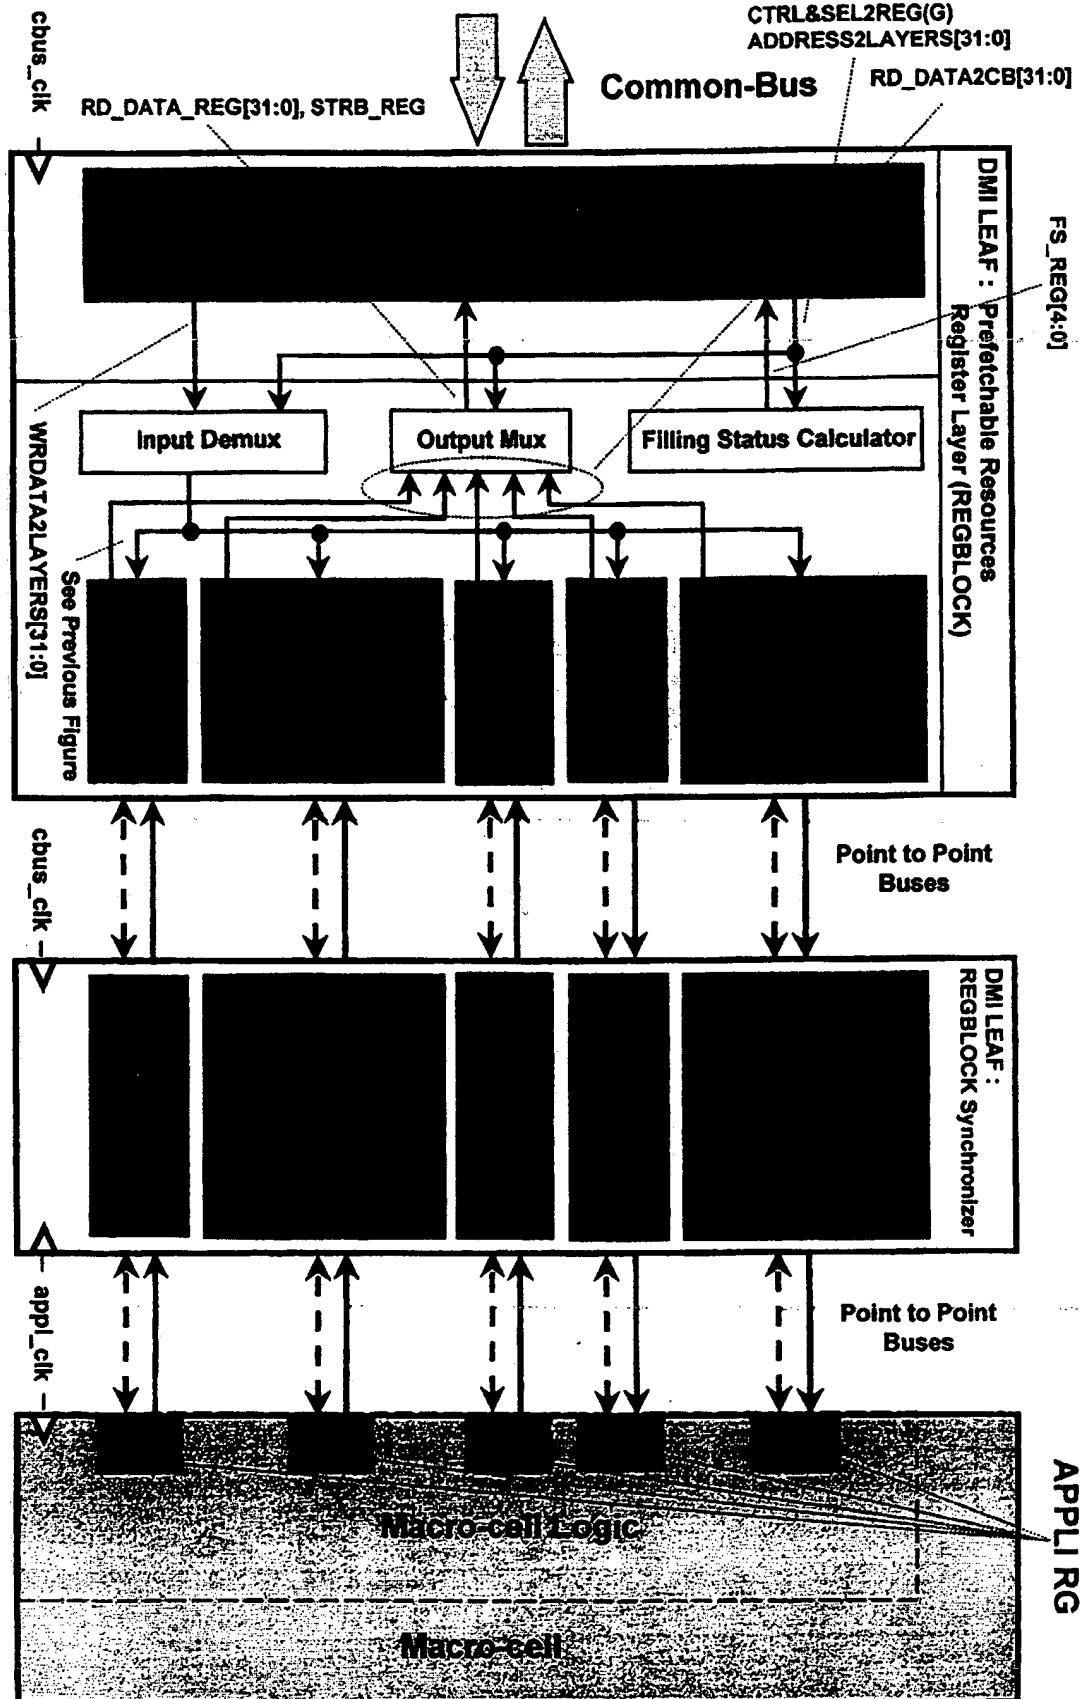 cbus_clk
CTRL&SEL2REG(G)
ADDRESS2LAYERS[31:0]
Common-Bus
RD_DATA2CB[31:0]
RD_DATA_REG[31:0], STRB_REG
DMI LEAF : Prefetchable Resources
Register Layer (REGBLOCK)
FS_REG[4:0]
Input Demux
Output Mux
Filling Status Calculator
WRDATA2LAYERS[31:0]
See Previous Figure
cbus_clk
Point to Point
Buses
DMI LEAF :
REGBLOCK Synchronizer
appl_clk
Point to Point
Buses
APPLI RG
Macro-cell Logic
Macro-cell